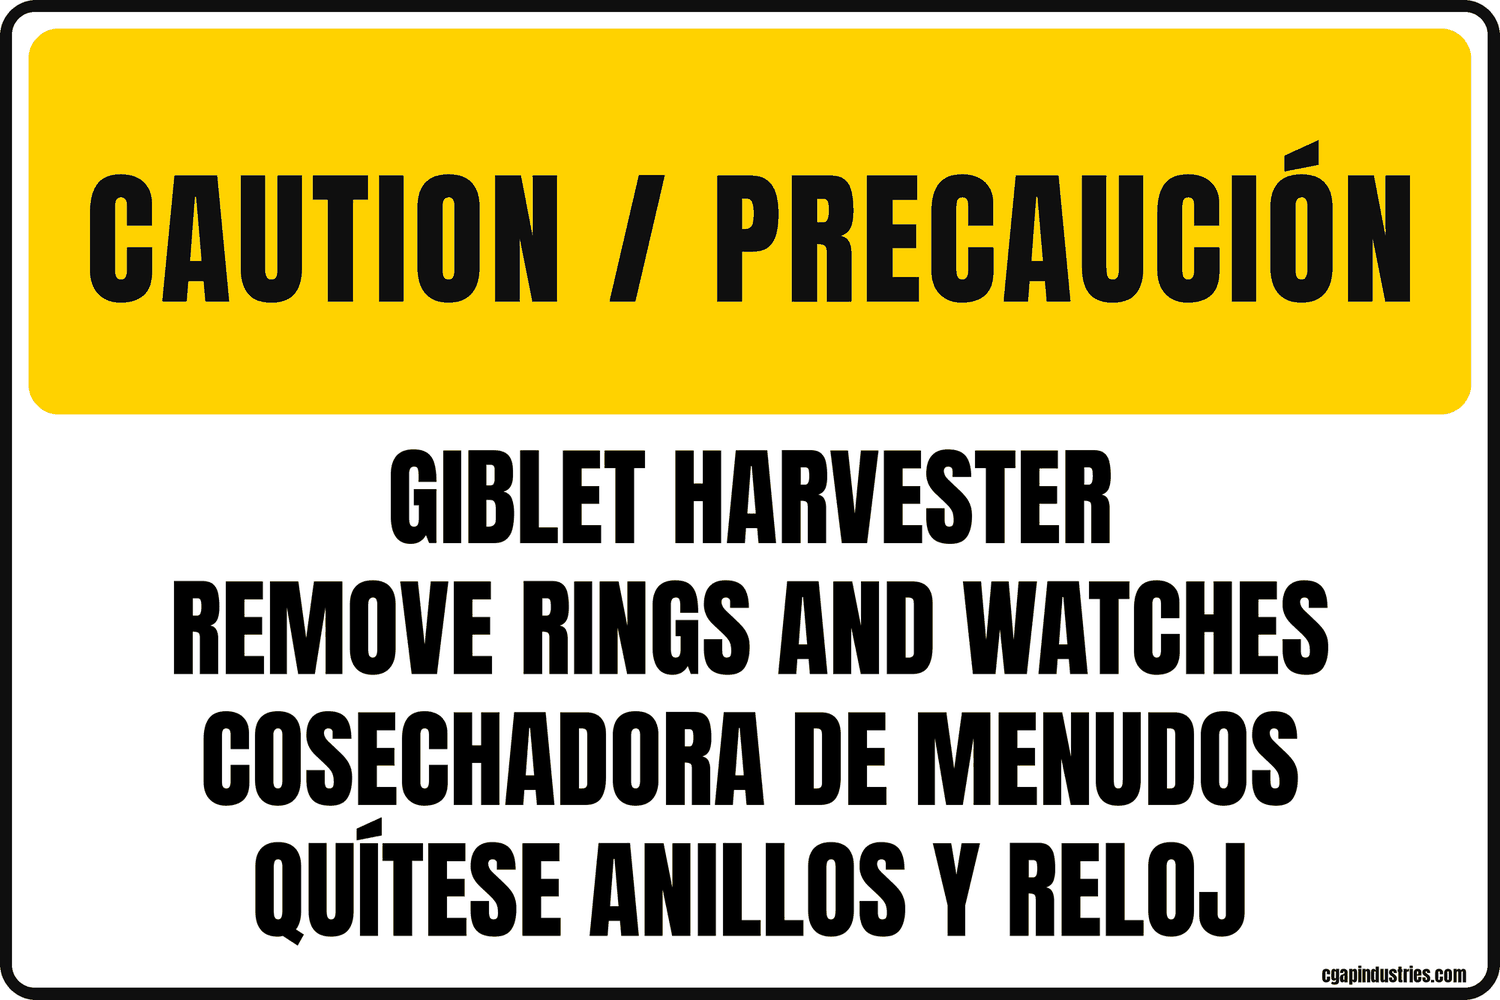 CAUTION / PRECAUCIÓN
GIBLET HARVESTER
REMOVE RINGS AND WATCHES
COSECHADORA DE MENUDOS
QUÍTESE ANILLOS Y RELOJ
cgapindustries.com